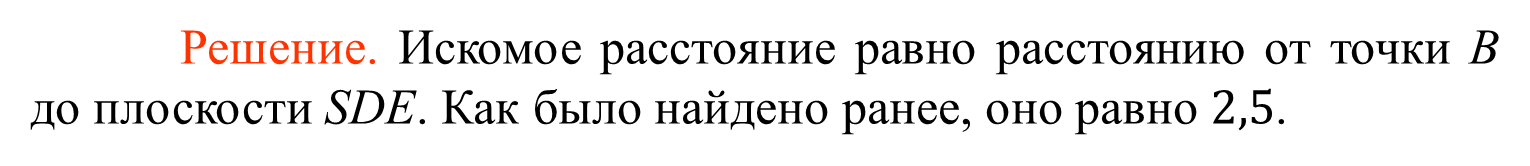 Решение. Искомое расстояние равно расстоянию от точки B
до плоскости SDE. Как было найдено ранее, оно равно 2,5.